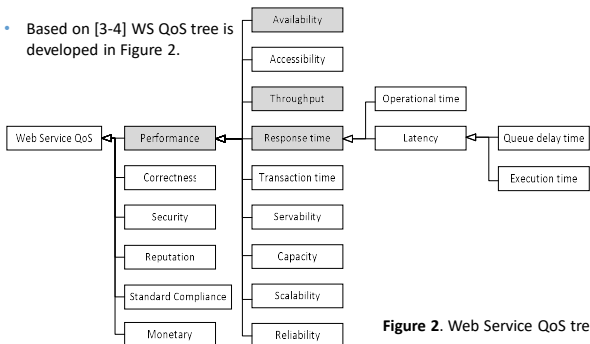 • Based on [3-4] WS QoS tree is
developed in Figure 2.
Availability
Accessibility
Throughput
Operational time
Web Service QoS
Performance
Response time
Latency
Queue delay time
Correctness
Transaction time
Execution time
Security
Servability
Reputation
Capacity
Standard Compliance
Scalability
Monetary
Reliability
Figure 2. Web Service QoS tre